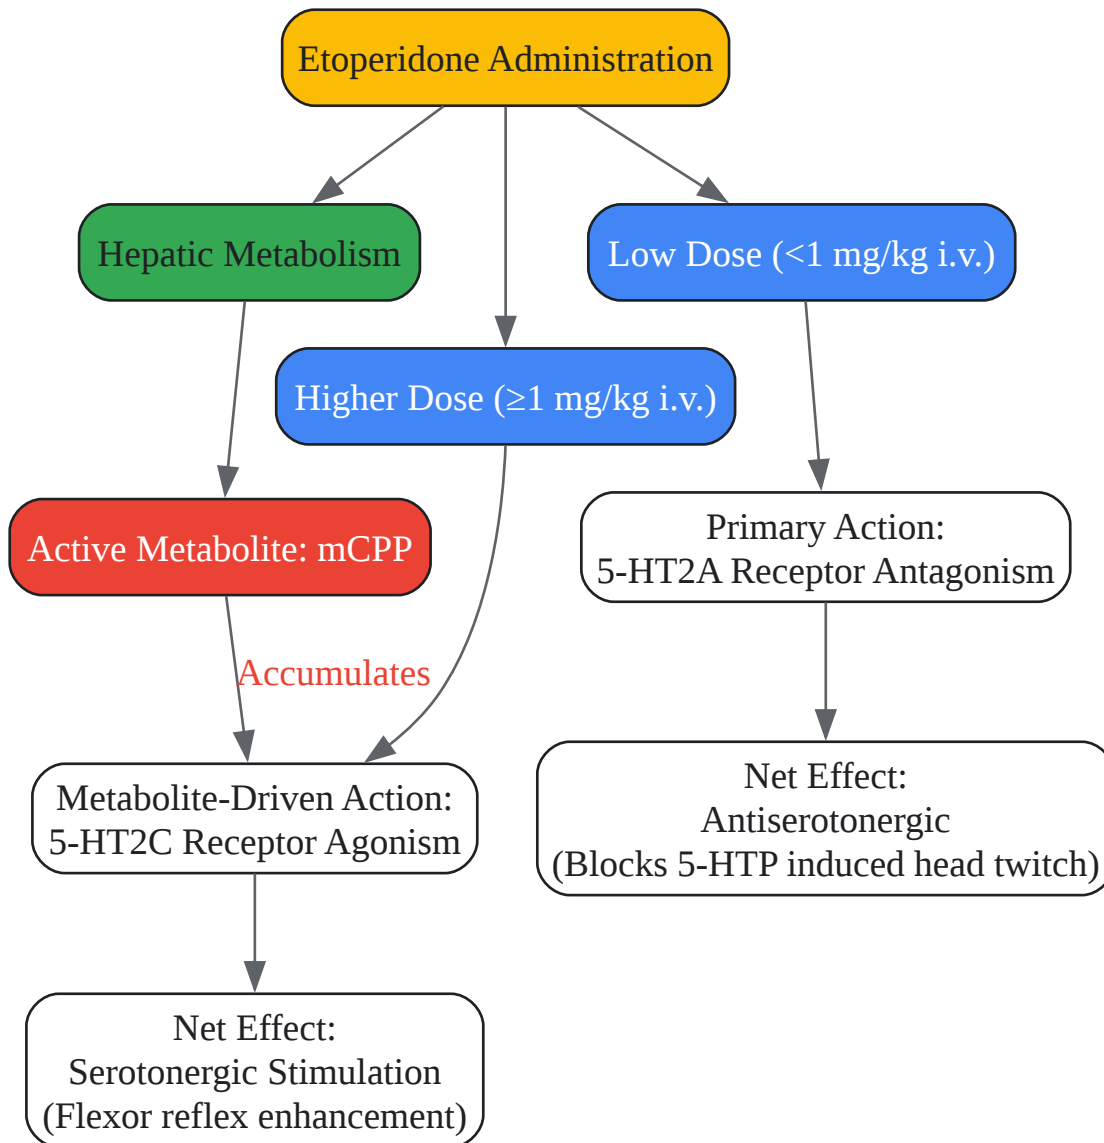 Etoperidone Administration
Hepatic Metabolism
Low Dose (<1 mg/kg i.v.)
Higher Dose (≥1 mg/kg i.v.)
Active Metabolite: mCPP
Primary Action:
5-HT2A Receptor Antagonism
Accumulates
Metabolite-Driven Action:
5-HT2C Receptor Agonism
Net Effect:
Antiserotonergic
(Blocks 5-HTP induced head twitch)
Net Effect:
Serotonergic Stimulation
(Flexor reflex enhancement)